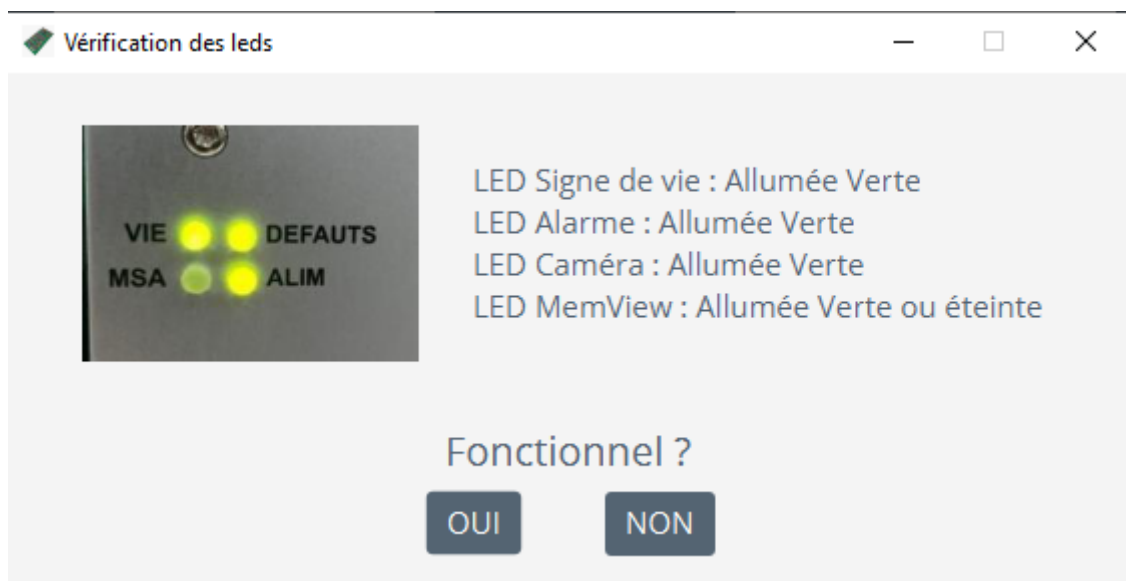 Vérification des leds
VIE DEFAUTS
MSA ALIM
LED Signe de vie : Allumée Verte
LED Alarme : Allumée Verte
LED Caméra : Allumée Verte
LED MemView : Allumée Verte ou éteinte
Fonctionnel ?
OUI NON